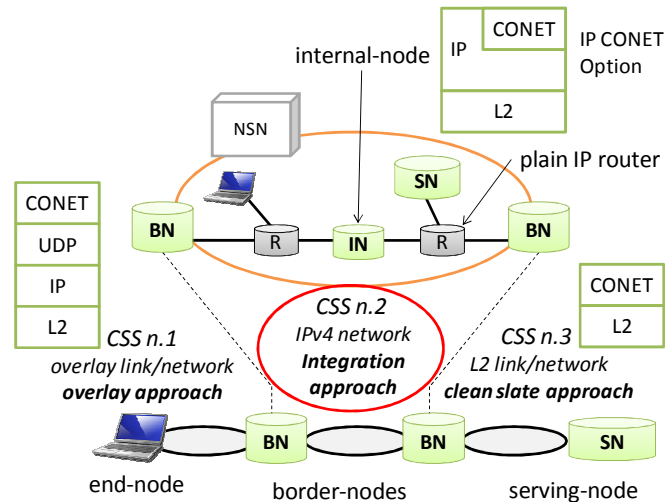 CONET
IP
IP CONET
Option
L2
internal-node
NSN
plain IP router
SN
BN
R
IN
R
BN
CONET
UDP
IP
L2
CONET
L2
CSS n.1
overlay link/network
overlay approach
CSS n.2
IPv4 network
Integration
approach
CSS n.3
L2 link/network
clean slate approach
BN
BN
SN
end-node
border-nodes
serving-node